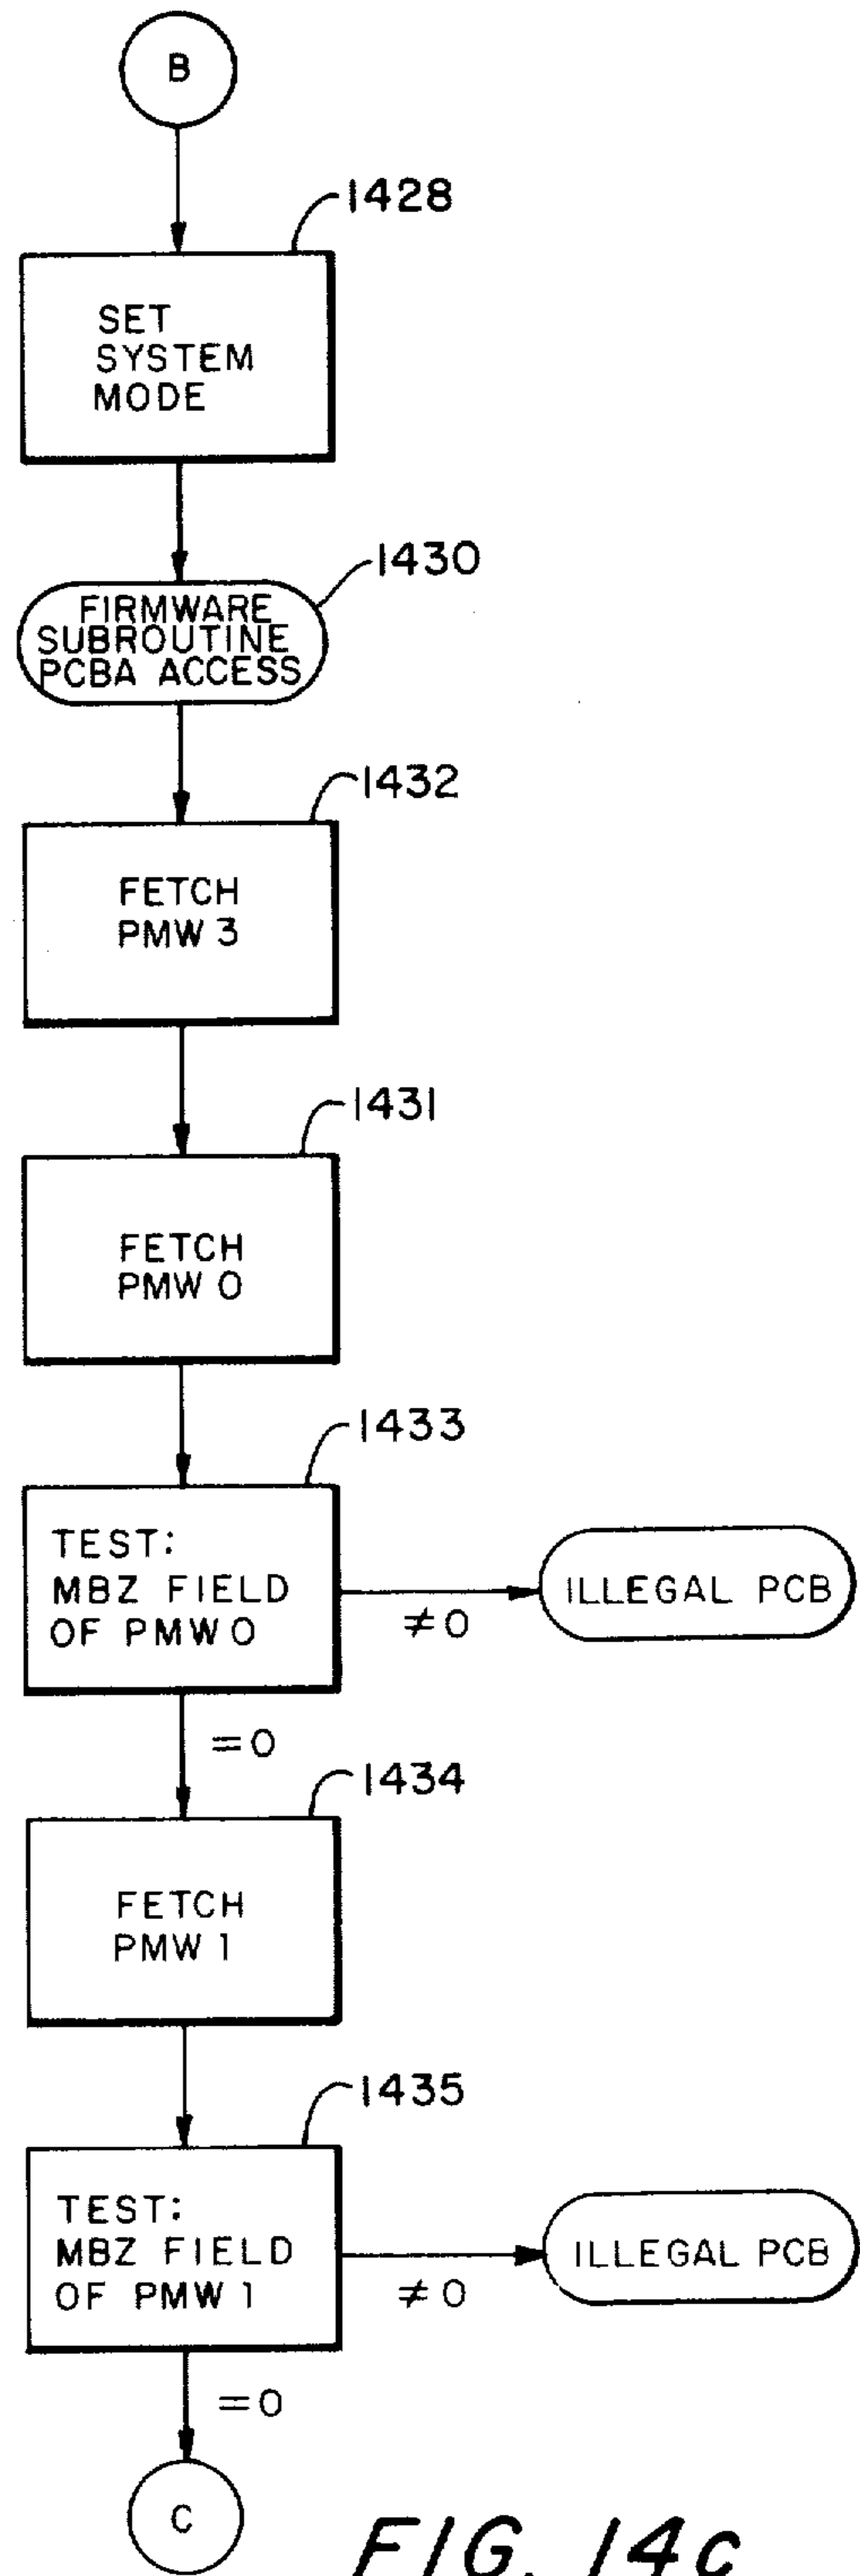 B
1428
SET
SYSTEM
MODE
1430
FIRMWARE
SUBROUTINE
PCBA ACCESS
1432
FETCH
PMW 3
1431
FETCH
PMW 0
1433
TEST:
MBZ FIELD
OF PMW 0
≠0
ILLEGAL PCB
=0
1434
FETCH
PMW 1
1435
TEST:
MBZ FIELD
OF PMW 1
≠0
ILLEGAL PCB
=0
C
FIG. 14c